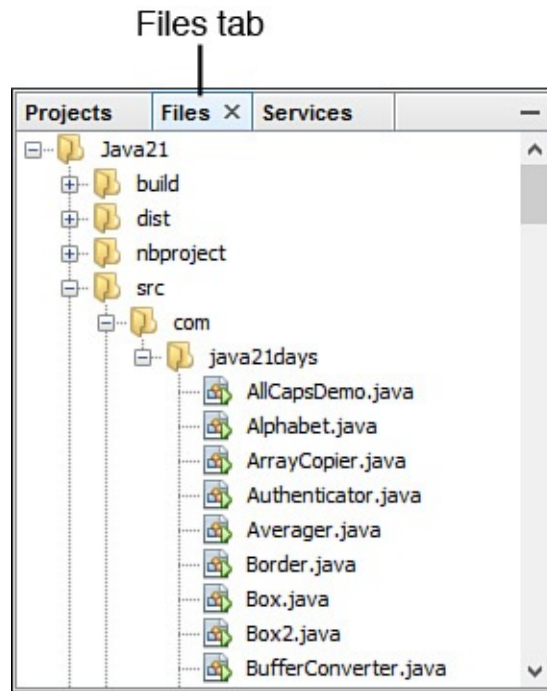 Files tab
Projects Files × Services
Java21
build
dist
nbproject
src
com
java21days
AllCapsDemo.java
Alphabet.java
ArrayCopier.java
Authenticator.java
Averager.java
Border.java
Box.java
Box2.java
BufferConverter.java